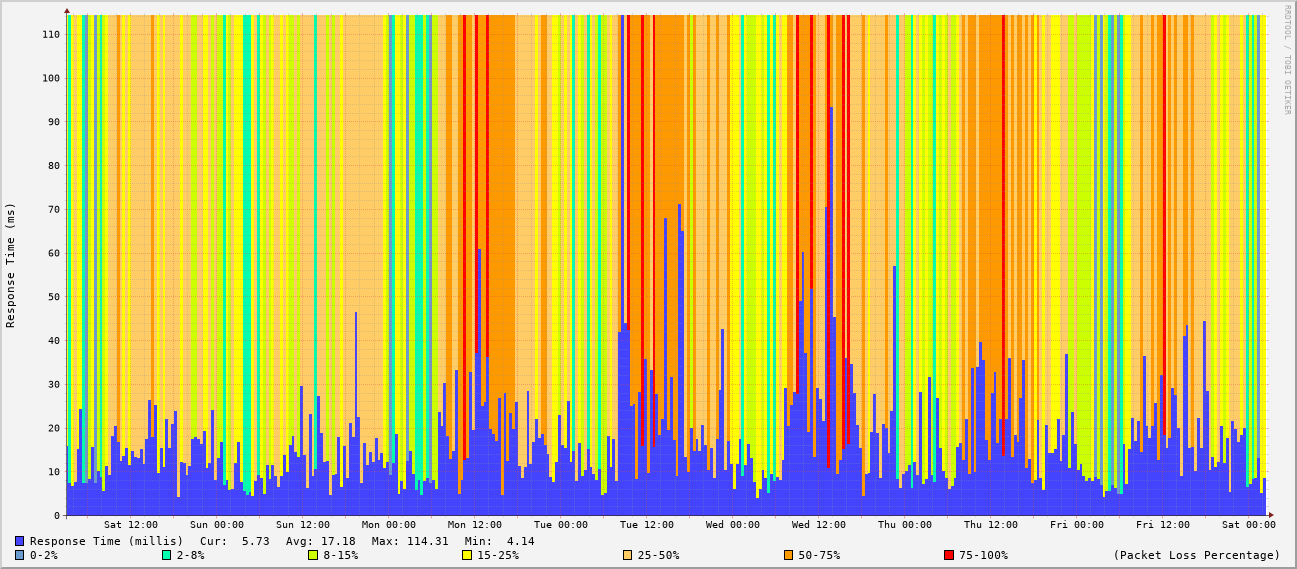 RRDTOOL / TOBI OETIKER
Response Time (ms)
110
100
90
80
70
60
50
40
30
20
10
0
Sat 12:00 Sun 00:00 Sun 12:00 Mon 00:00 Mon 12:00 Tue 00:00 Tue 12:00 Wed 00:00 Wed 12:00 Thu 00:00 Thu 12:00 Fri 00:00 Fri 12:00 Sat 00:00
Response Time (millis) Cur: 5.73 Avg: 17.18 Max: 114.31 Min: 4.14
0-2% 2-8% 8-15% 15-25% 25-50% 50-75% 75-100% (Packet Loss Percentage)